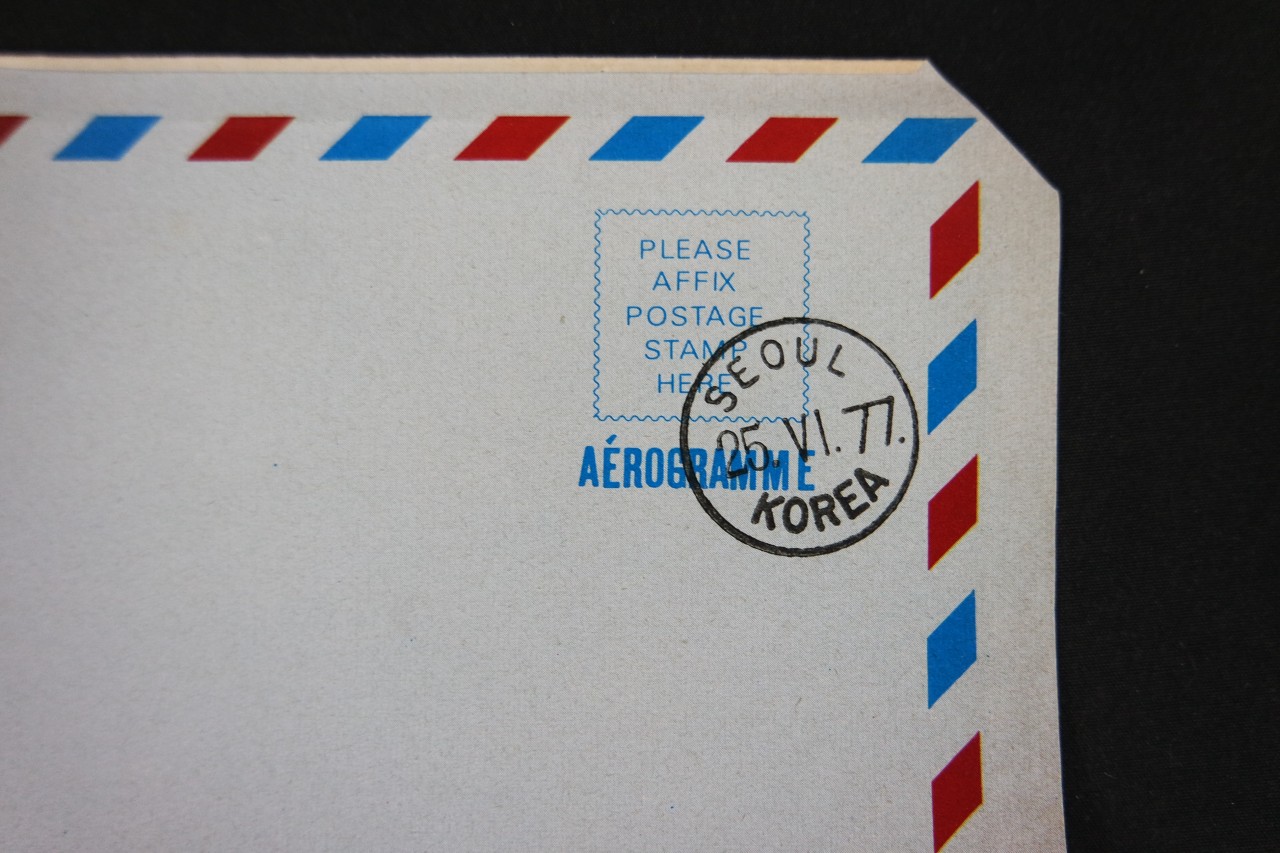 PLEASE
AFFIX
POSTAGE
STAMP
HERE
AÉROGRAMME
SEOUL
25.VI.77.
KOREA